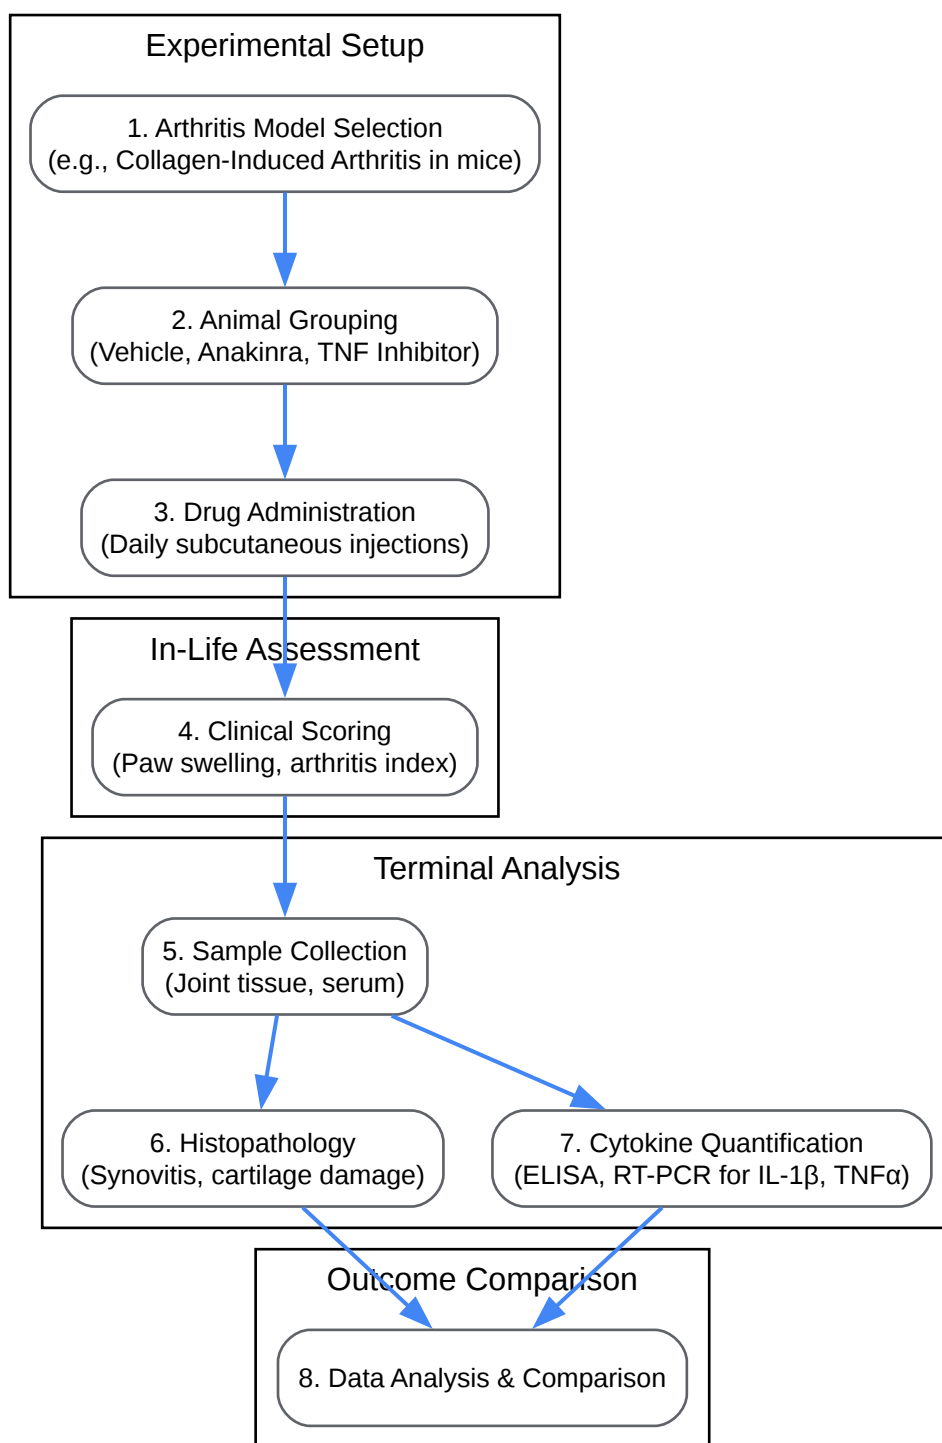 Experimental Setup
1. Arthritis Model Selection
(e.g., Collagen-Induced Arthritis in mice)
2. Animal Grouping
(Vehicle, Anakinra, TNF Inhibitor)
3. Drug Administration
(Daily subcutaneous injections)
In-Life Assessment
4. Clinical Scoring
(Paw swelling, arthritis index)
Terminal Analysis
5. Sample Collection
(Joint tissue, serum)
6. Histopathology
(Synovitis, cartilage damage)
7. Cytokine Quantification
(ELISA, RT-PCR for IL-1β, TNFα)
Outcome Comparison
8. Data Analysis & Comparison